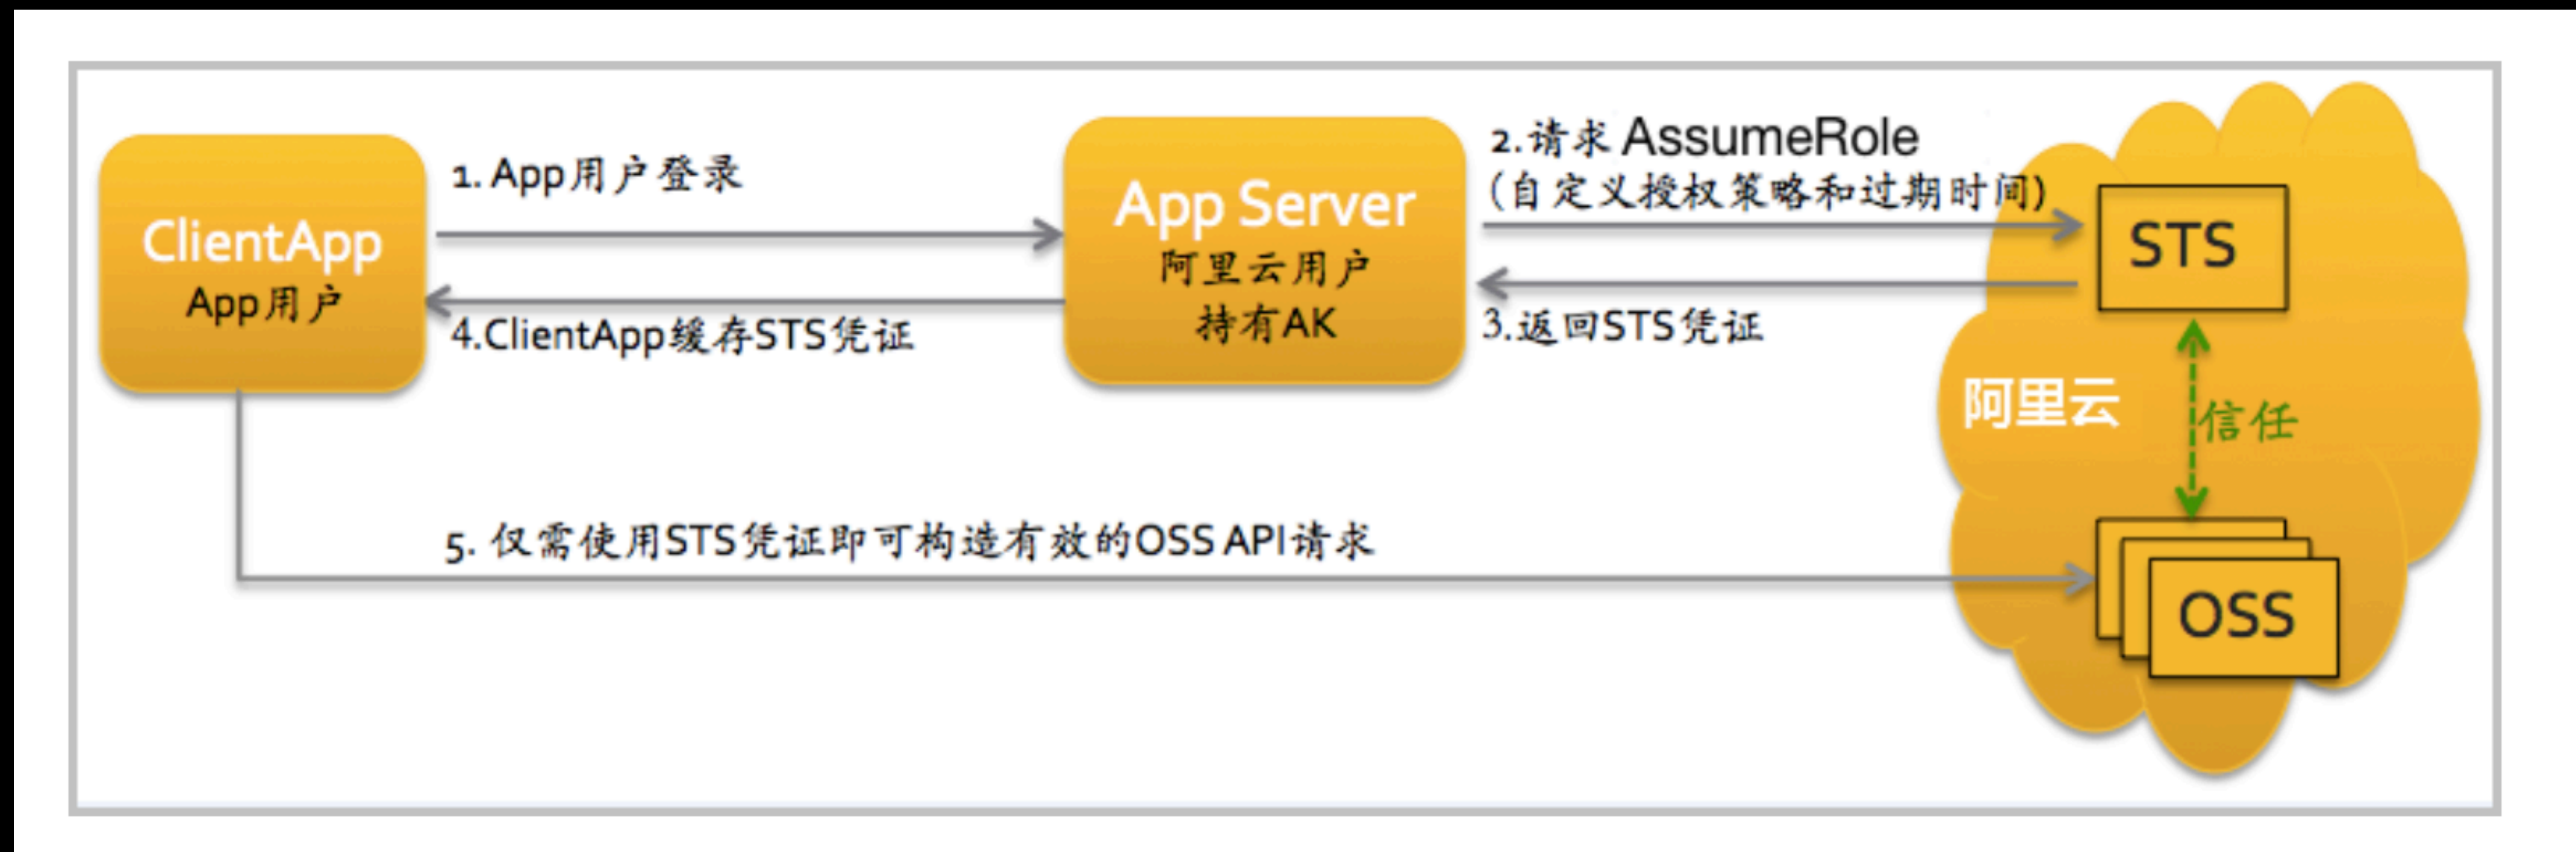 ClientApp
App用户
1. App用户登录
4.ClientApp缓存STS凭证
App Server
阿里云用户
持有AK
2.请求 AssumeRole
(自定义授权策略和过期时间)
3.返回STS凭证
STS
阿里云
信任
5. 仅需使用STS凭证即可构造有效的OSS API请求
OSS